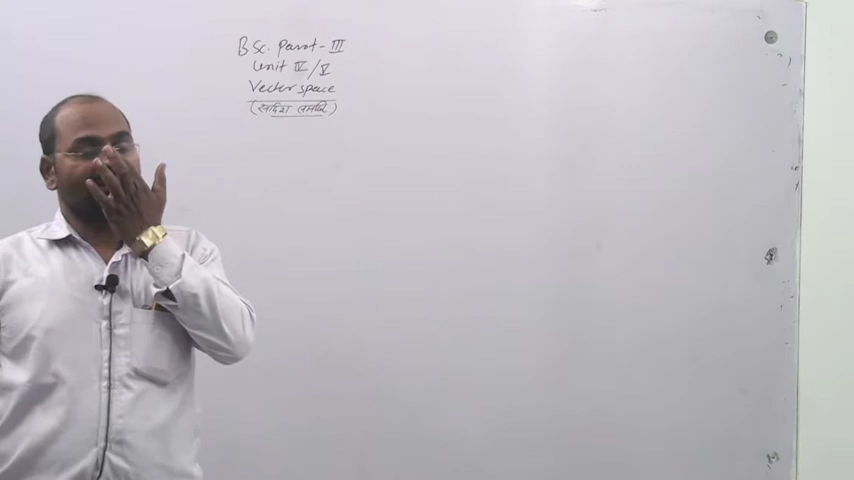 B.Sc. Part-III
Unit IV/V
Vector space
(सदिश समष्टि)